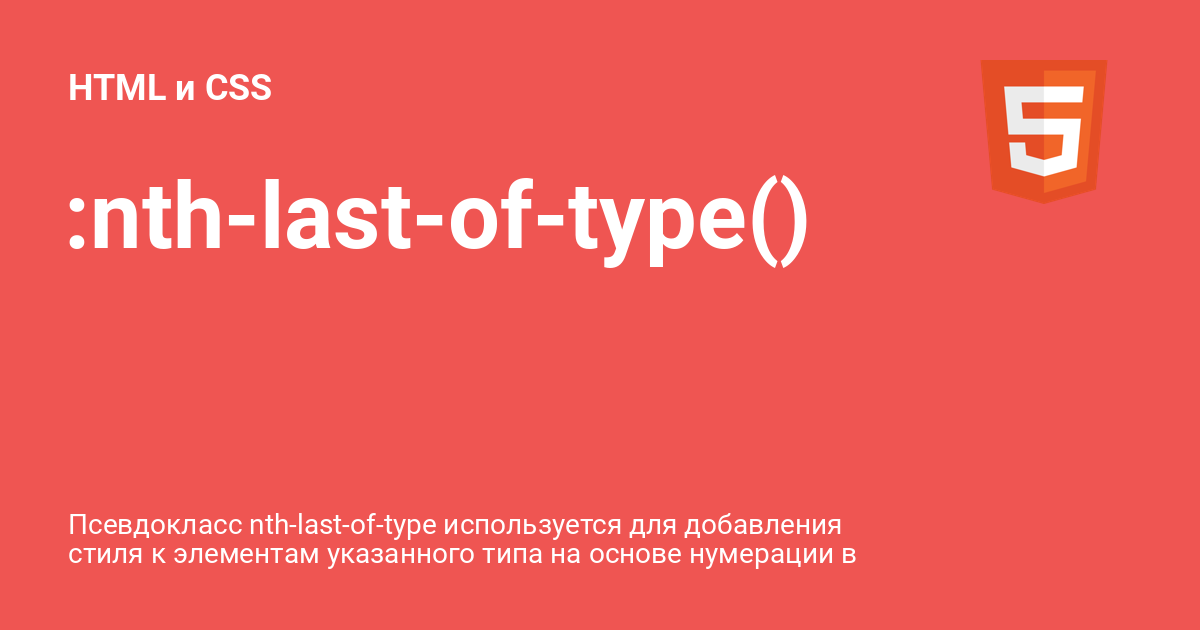 HTML и CSS
:nth-last-of-type()
Псевдокласс nth-last-of-type используется для добавления
стиля к элементам указанного типа на основе нумерации в